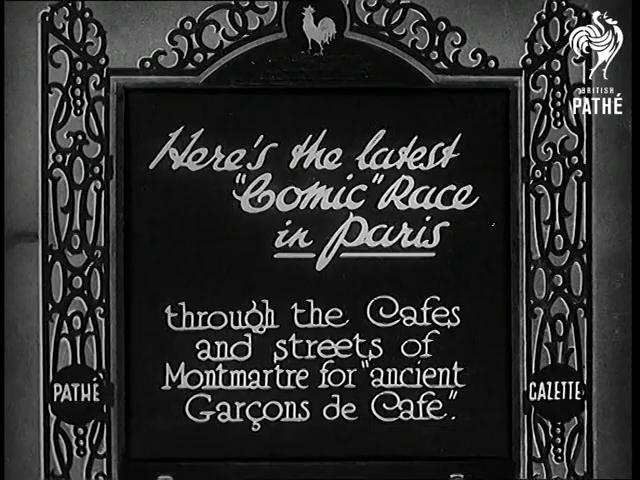 BRITISH
PATHÉ
Here's the latest
"Comic" Race
in Paris
through the Cafes
and streets of
Montmartre for "ancient
Garçons de Cafe".
PATHÉ
GAZETTE